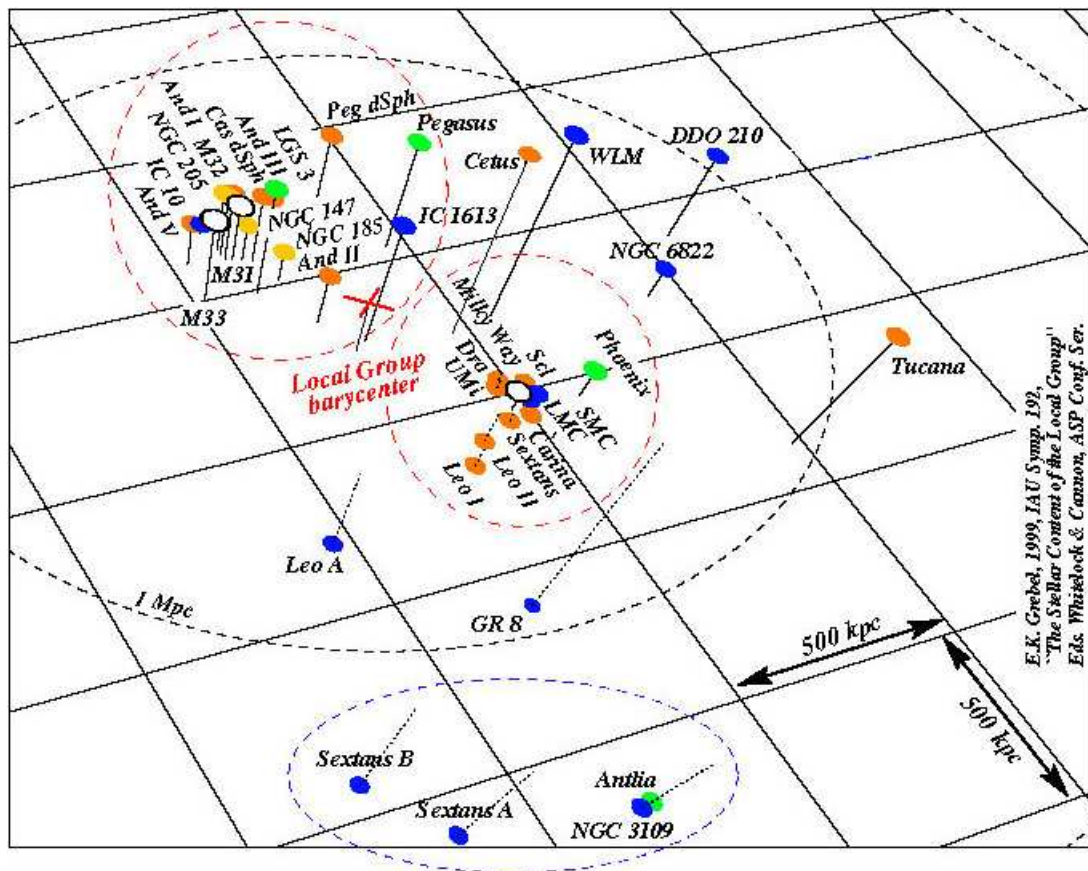 And I
M32
Cas dSph
And III
LGS 3
NGC 205
IC 10
And V
Peg dSph
Pegasus
Cetus
WLM
DDO 210
NGC 147
NGC 185
And II
IC 1613
NGC 6822
M31
M33
Local Group
barycenter
Milky Way
Dra
UMi
Scl
Phoenix
Tucana
SMC
LMC
Carina
Sextans
Leo II
Leo I
Leo A
1 Mpc
GR 8
500 kpc
500 kpc
Sextans B
Sextans A
Antlia
NGC 3109
E.K. Grebel, 1999, IAU Symp. 192,
"The Stellar Content of the Local Group"
Eds. Whitelock & Cannon, ASP Conf. Ser.